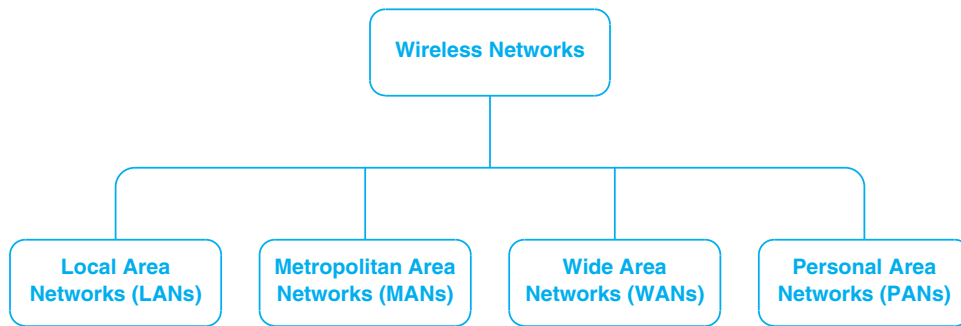 Wireless Networks
Local Area
Networks (LANs)
Metropolitan Area
Networks (MANs)
Wide Area
Networks (WANs)
Personal Area
Networks (PANs)